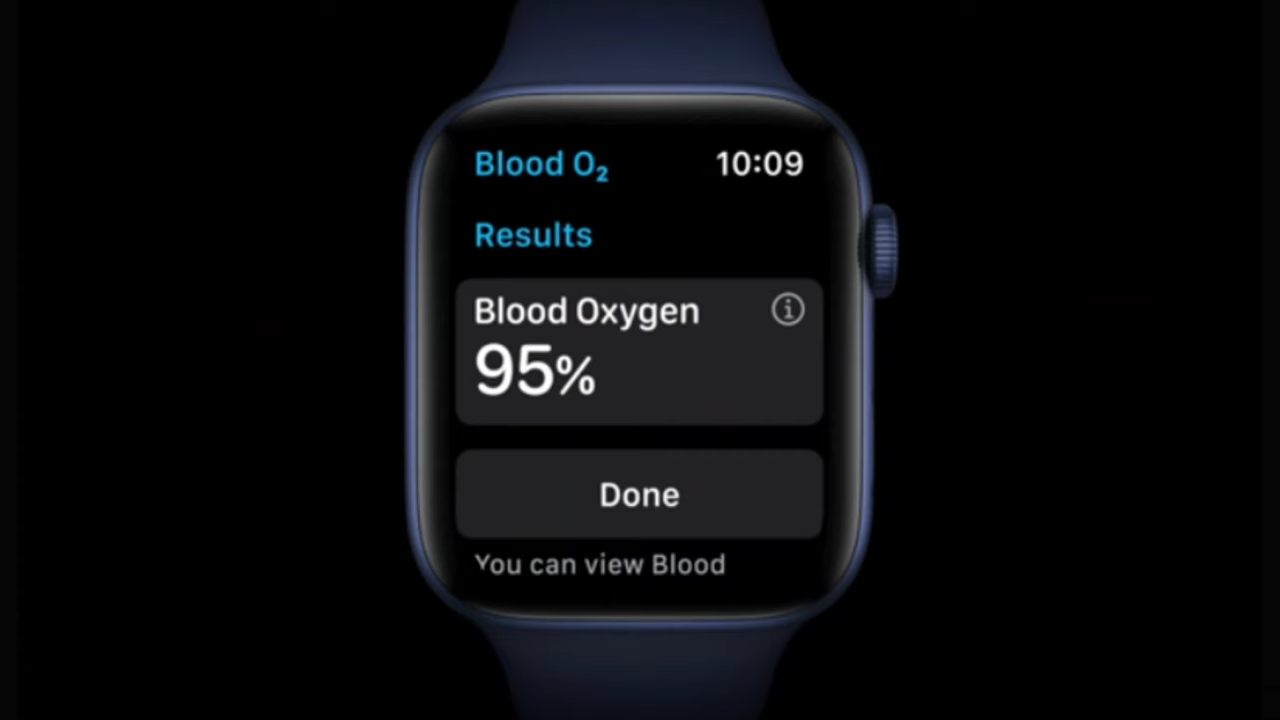 Blood O₂ 10:09
Results
Blood Oxygen
95%
Done
You can view Blood